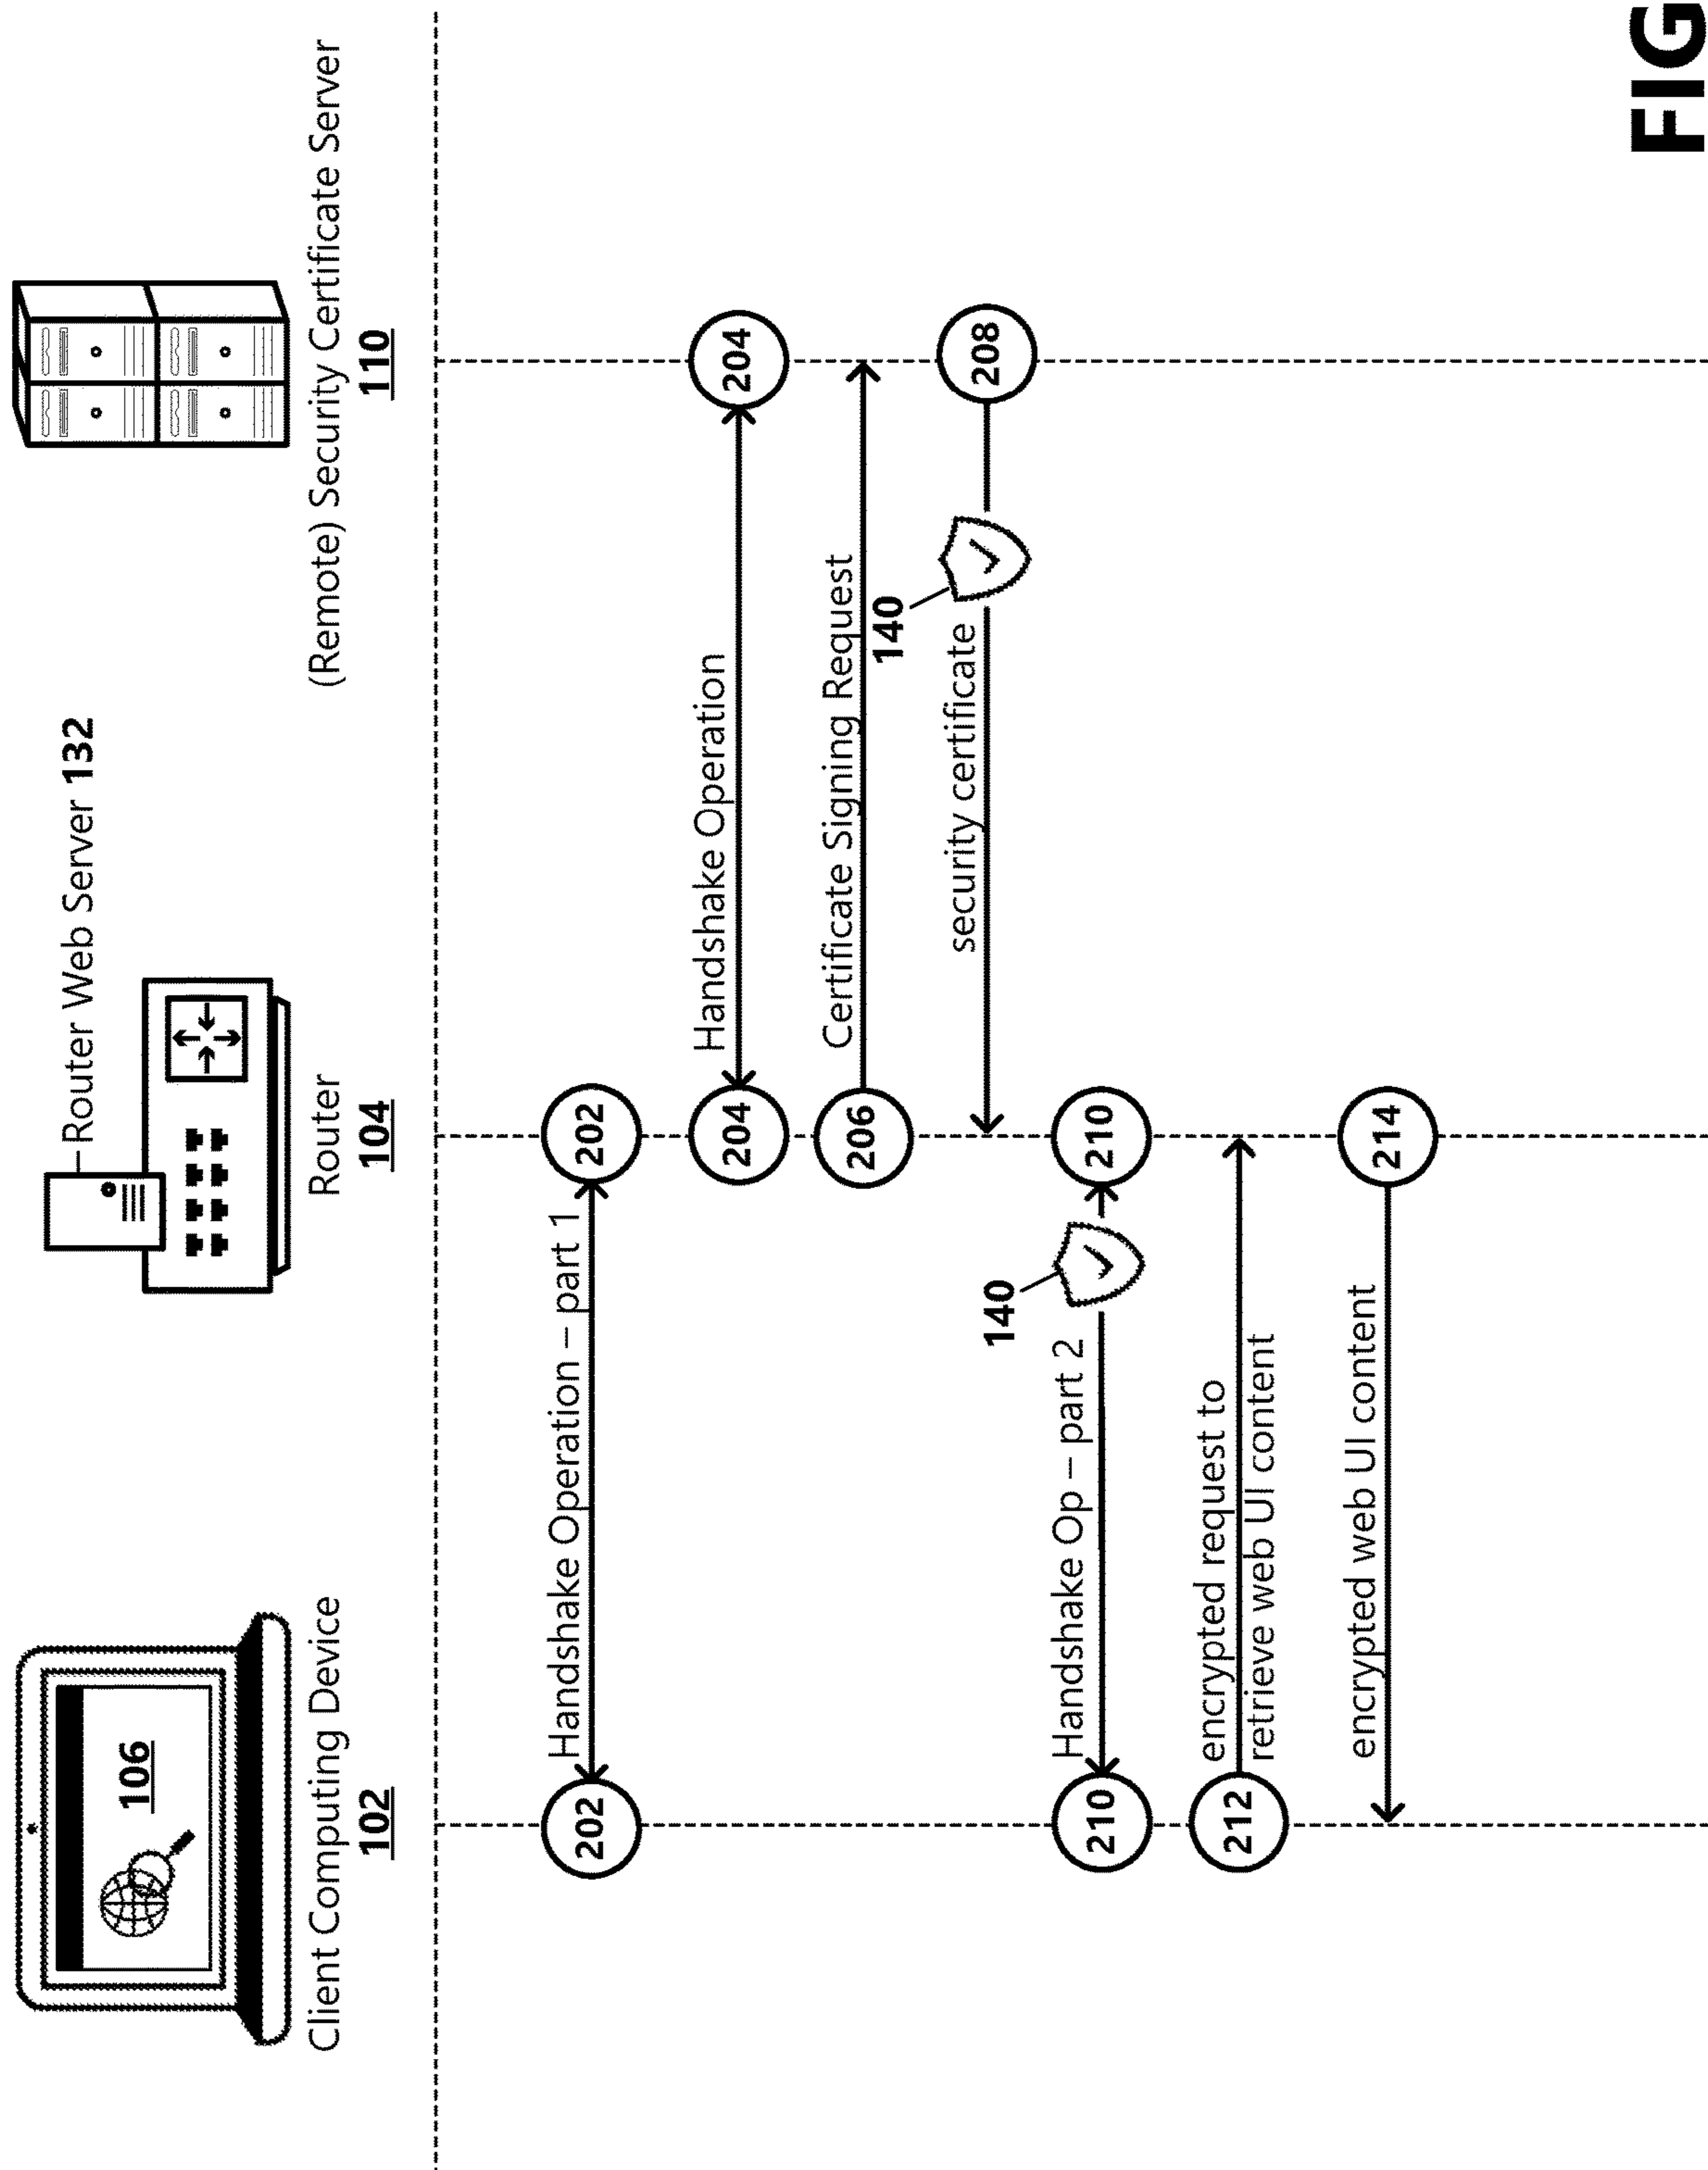 Router Web Server 132
106
Client Computing Device
102
Router
104
(Remote) Security Certificate Server
110
202
Handshake Operation – part 1
202
204
Handshake Operation
204
206
Certificate Signing Request
140
security certificate
208
140
210
Handshake Op – part 2
210
212
encrypted request to
retrieve web UI content
encrypted web UI content
214
FIG